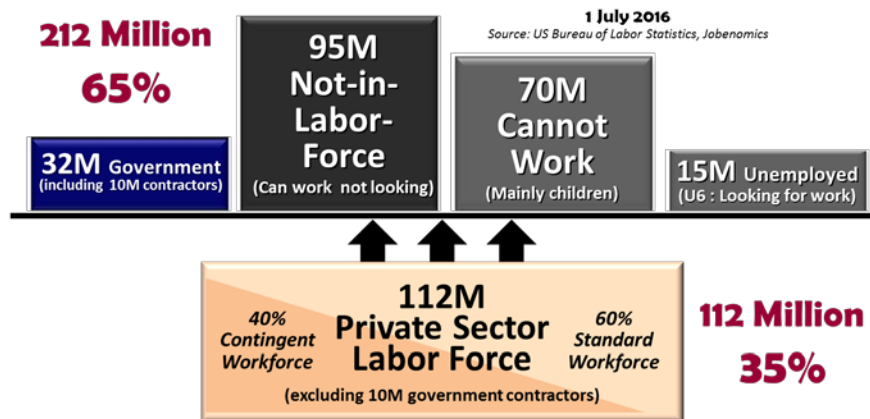 1 July 2016
Source: US Bureau of Labor Statistics, Jobenomics
212 Million
65%
32M Government
(including 10M contractors)
95M
Not-in-
Labor-
Force
(Can work not looking)
70M
Cannot
Work
(Mainly children)
15M Unemployed
(U6 : Looking for work)
40%
Contingent
Workforce
112M
Private Sector
Labor Force
(excluding 10M government contractors)
60%
Standard
Workforce
112 Million
35%